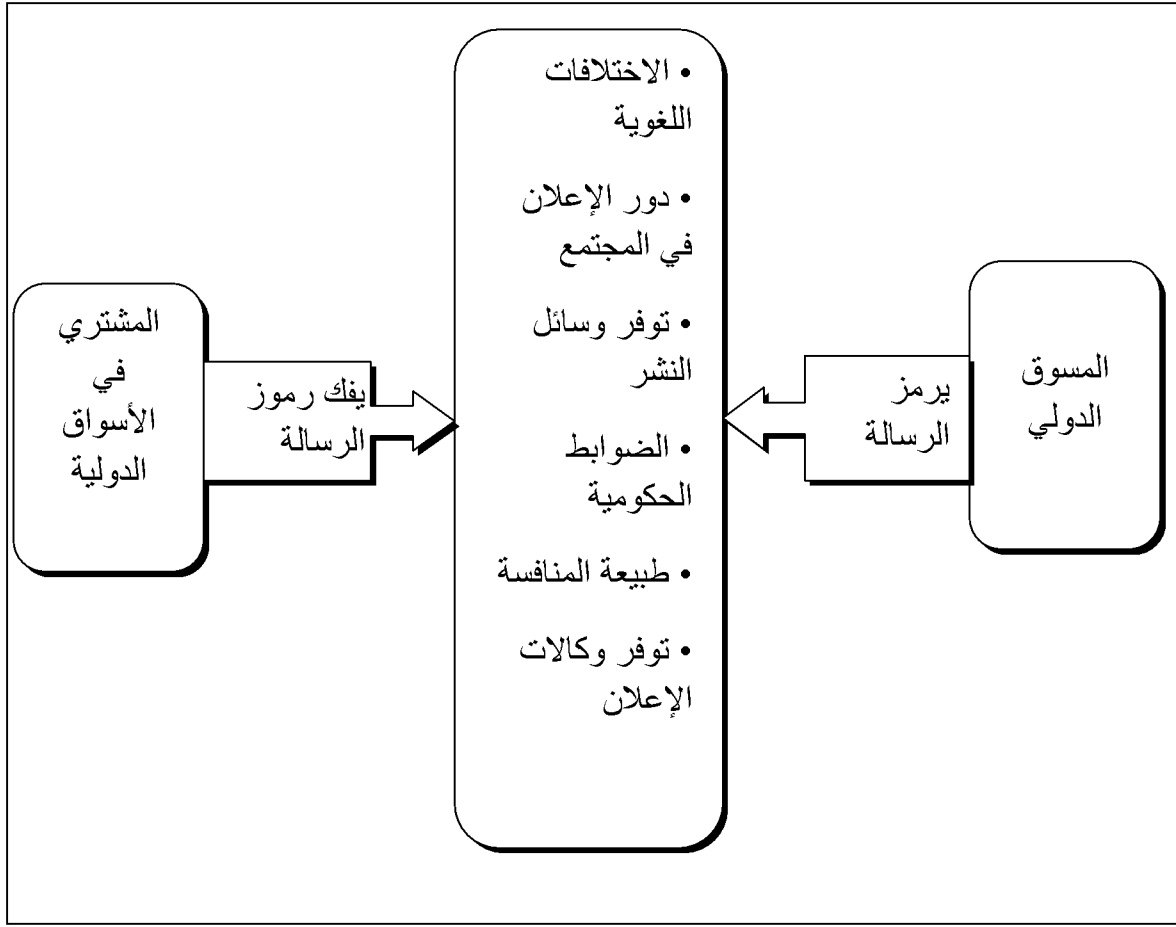 المسوق
الدولي
يرمز
الرسالة
• الاختلافات
اللغوية
• دور الإعلان
في المجتمع
• توفر وسائل
النشر
• الضوابط
الحكومية
• طبيعة المنافسة
• توفر وكالات
الإعلان
يفك رموز
الرسالة
المشتري
في
الأسواق
الدولية